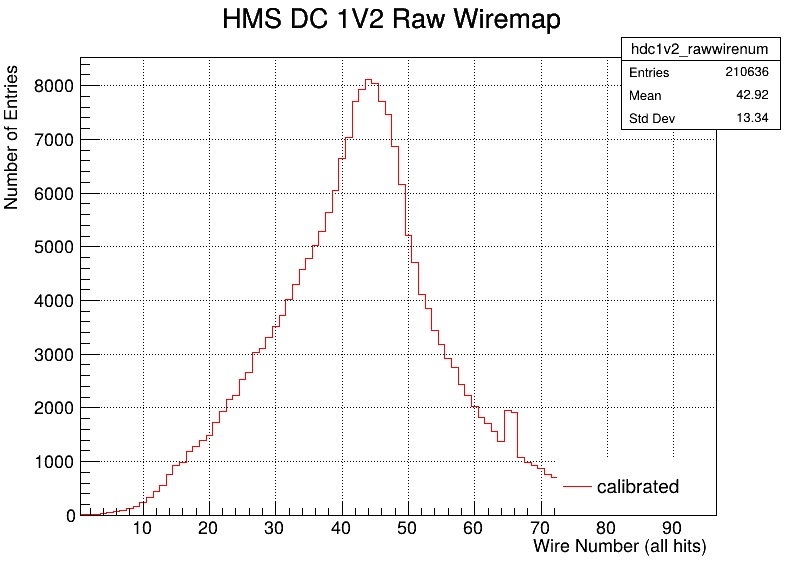 HMS DC 1V2 Raw Wiremap
hdc1v2_rawwirenum
Entries 210636
Mean 42.92
Std Dev 13.34
Number of Entries
8000
7000
6000
5000
4000
3000
2000
1000
0
calibrated
10 20 30 40 50 60 70 80 90
Wire Number (all hits)